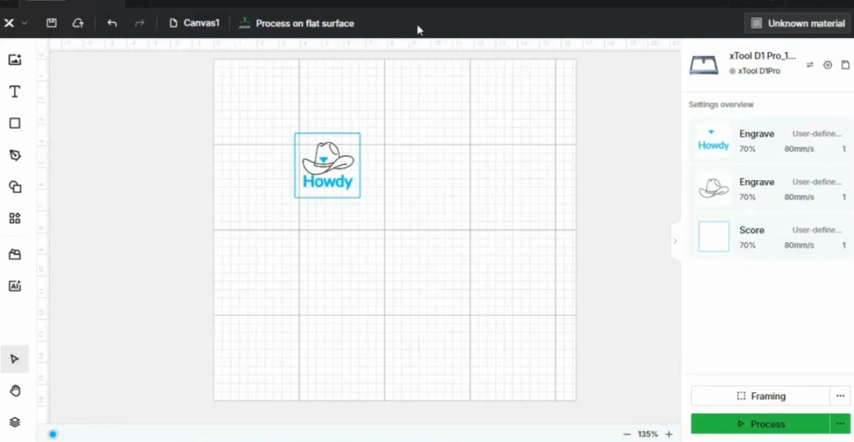 Canvas1
Process on flat surface
Unknown material
xTool D1 Pro_1...
xTool D1Pro
Settings overview
Howdy
Engrave
User-define...
70%
80mm/s
1
Howdy
Engrave
User-define...
70%
80mm/s
1
Score
User-define...
70%
80mm/s
1
Framing
Process
135%